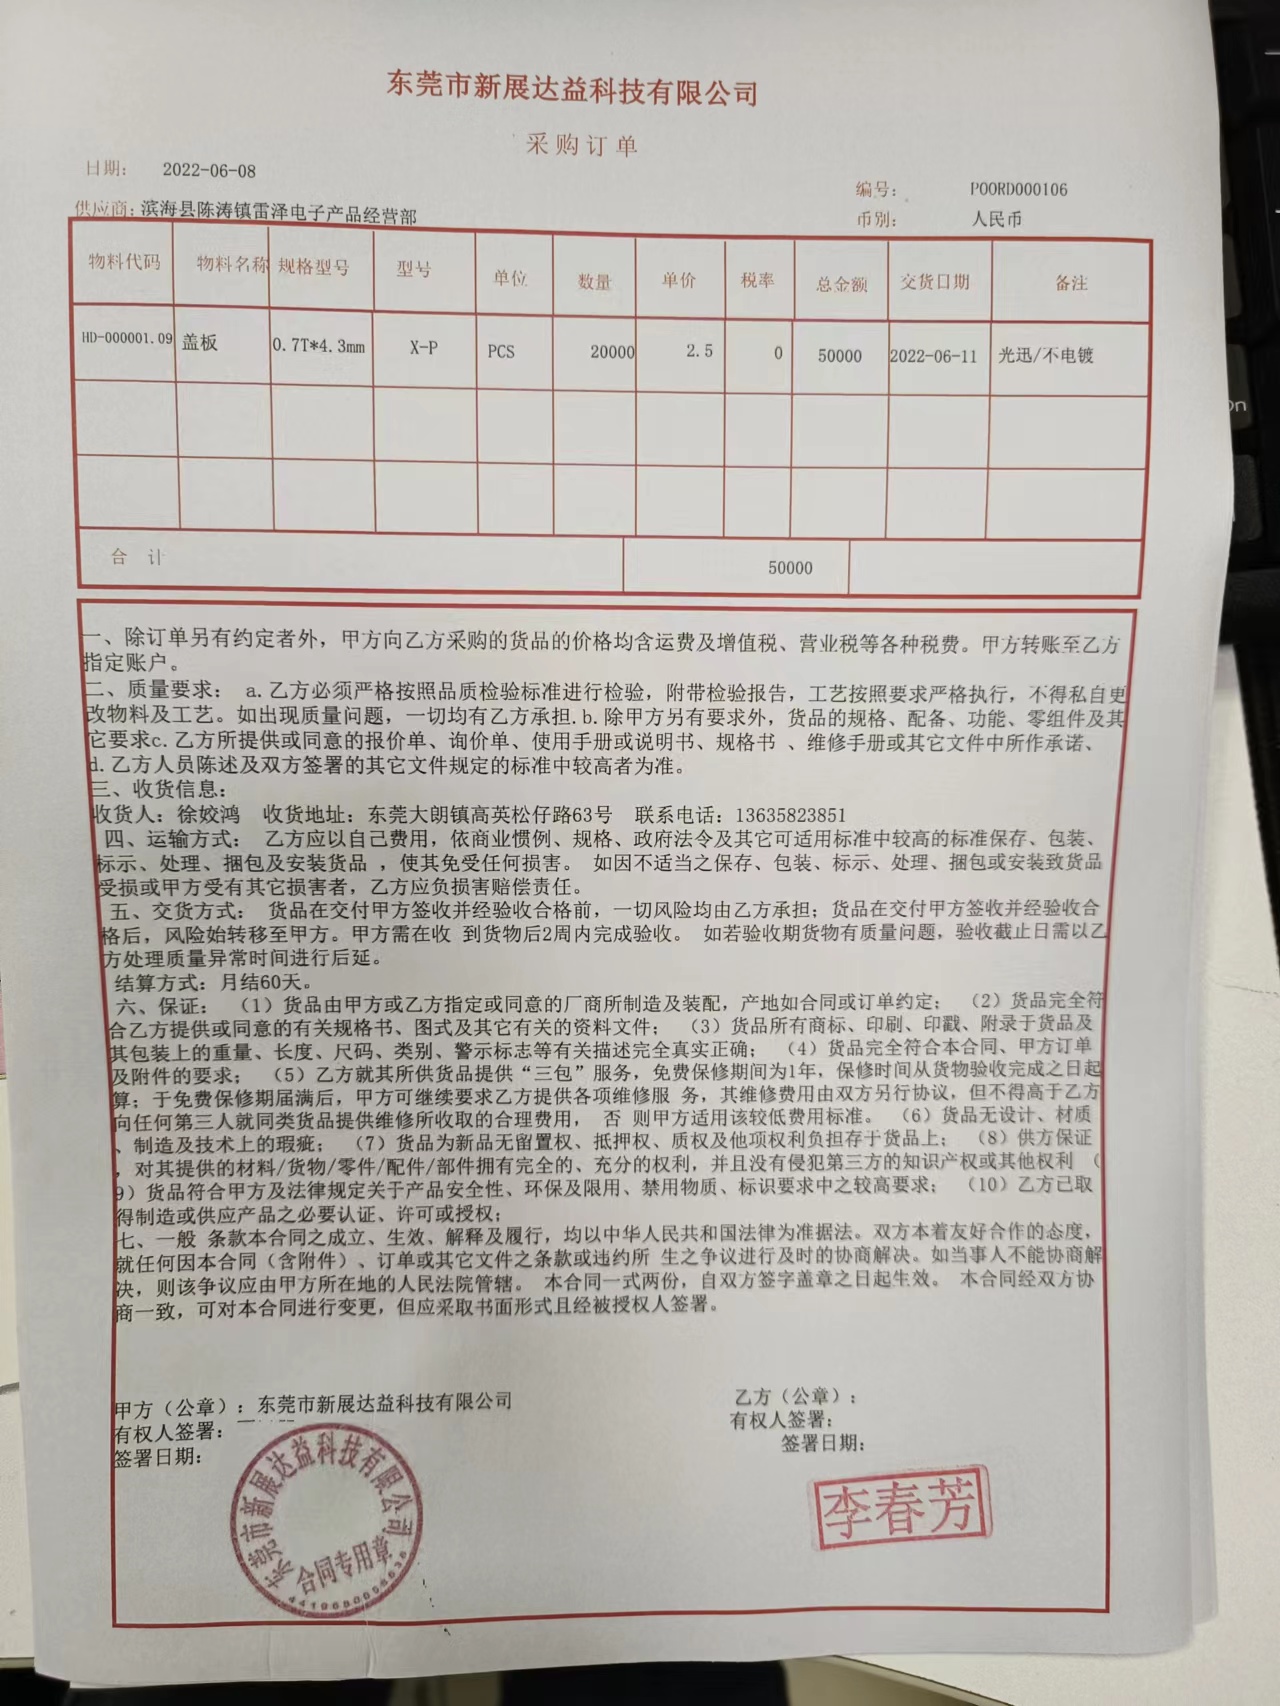 东莞市新展达益科技有限公司
采购订单
日期： 2022-06-08
编号： POORD000106
供应商：滨海县陈涛镇雷泽电子产品经营部
币别： 人民币
物料代码 物料名称 规格型号 型号 单位 数量 单价 税率 总金额 交货日期 备注
HD-000001.09 盖板 0.7T*4.3mm X-P PCS 20000 2.5 0 50000 2022-06-11 光迅/不电镀
合 计 50000
一、除订单另有约定者外，甲方向乙方采购的货品的价格均含运费及增值税、营业税等各种税费。甲方转账至乙方
指定账户。
二、质量要求： a.乙方必须严格按照品质检验标准进行检验，附带检验报告，工艺按照要求严格执行，不得私自更
改物料及工艺。如出现质量问题，一切均有乙方承担.b.除甲方另有要求外，货品的规格、配备、功能、零组件及其
它要求c.乙方所提供或同意的报价单、询价单、使用手册或说明书、规格书 、维修手册或其它文件中所作承诺、
d.乙方人员陈述及双方签署的其它文件规定的标准中较高者为准。
三、收货信息：
收货人：徐姣鸿 收货地址：东莞大朗镇高英松仔路63号 联系电话：13635823851
四、运输方式： 乙方应以自己费用，依商业惯例、规格、政府法令及其它可适用标准中较高的标准保存、包装、
标示、处理、捆包及安装货品 ，使其免受任何损害。 如因不适当之保存、包装、标示、处理、捆包或安装致货品
受损或甲方受有其它损害者，乙方应负损害赔偿责任。
五、交货方式： 货品在交付甲方签收并经验收合格前，一切风险均由乙方承担；货品在交付甲方签收并经验收合
格后，风险始转移至甲方。甲方需在收 到货物后2周内完成验收。 如若验收期货物有质量问题，验收截止日需以乙
方处理质量异常时间进行后延。
结算方式：月结60天。
六、保证： （1）货品由甲方或乙方指定或同意的厂商所制造及装配，产地如合同或订单约定； （2）货品完全符
合乙方提供或同意的有关规格书、图式及其它有关的资料文件； （3）货品所有商标、印刷、印戳、附录于货品及
其包装上的重量、长度、尺码、类别、警示标志等有关描述完全真实正确； （4）货品完全符合本合同、甲方订单
及附件的要求； （5）乙方就其所供货品提供“三包”服务，免费保修期间为1年，保修时间从货物验收完成之日起
算；于免费保修期届满后，甲方可继续要求乙方提供各项维修服 务，其维修费用由双方另行协议，但不得高于乙方
向任何第三人就同类货品提供维修所收取的合理费用， 否 则甲方适用该较低费用标准。 （6）货品无设计、材质
、制造及技术上的瑕疵； （7）货品为新品无留置权、抵押权、质权及他项权利负担存于货品上； （8）供方保证
，对其提供的材料/货物/零件/配件/部件拥有完全的、充分的权利，并且没有侵犯第三方的知识产权或其他权利 （
9）货品符合甲方及法律规定关于产品安全性、环保及限用、禁用物质、标识要求中之较高要求； （10）乙方已取
得制造或供应产品之必要认证、许可或授权；
七、一般 条款本合同之成立、生效、解释及履行，均以中华人民共和国法律为准据法。双方本着友好合作的态度，
就任何因本合同（含附件）、订单或其它文件之条款或违约所 生之争议进行及时的协商解决。如当事人不能协商解
决，则该争议应由甲方所在地的人民法院管辖。 本合同一式两份，自双方签字盖章之日起生效。 本合同经双方协
商一致，可对本合同进行变更，但应采取书面形式且经被授权人签署。
甲方（公章）：东莞市新展达益科技有限公司
乙方（公章）：
有权人签署：
有权人签署：
签署日期：
签署日期：
东莞市新展达益科技有限公司
合同专用章
李春芳
on